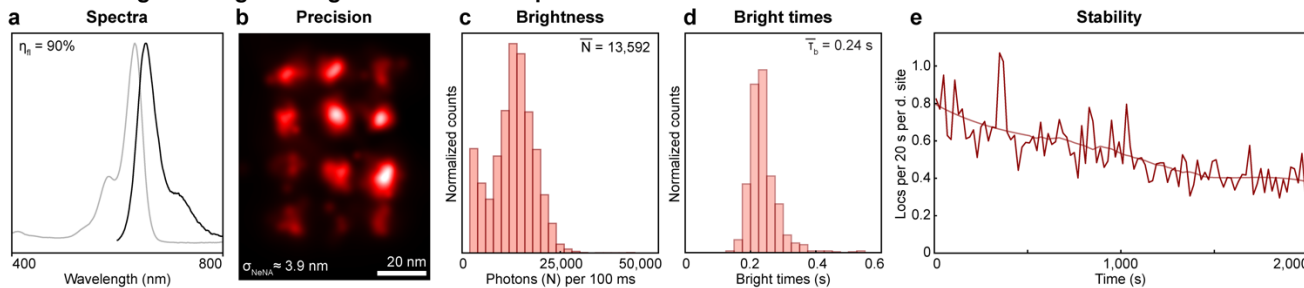 a Spectra
η_fl = 90%
400 800
Wavelength (nm)
b Precision
σ_NeNA ≈ 3.9 nm
20 nm
c Brightness
N̅ = 13,592
Normalized counts
25,000 50,000
Photons (N) per 100 ms
d Bright times
τ̅_b = 0.24 s
Normalized counts
0 0.2 0.4 0.6
Bright times (s)
e Stability
Locs per 20 s per d. site
1.0
0.8
0.6
0.4
0.2
0
0 1,000 2,000
Time (s)